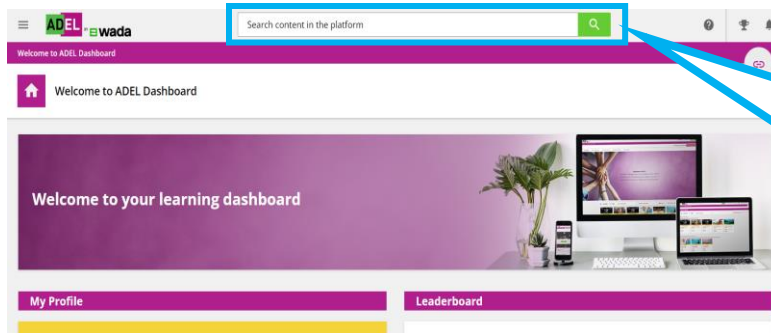 ADEL BY wada
Search content in the platform
Welcome to ADEL Dashboard
Welcome to ADEL Dashboard
Welcome to your learning dashboard
My Profile
Leaderboard